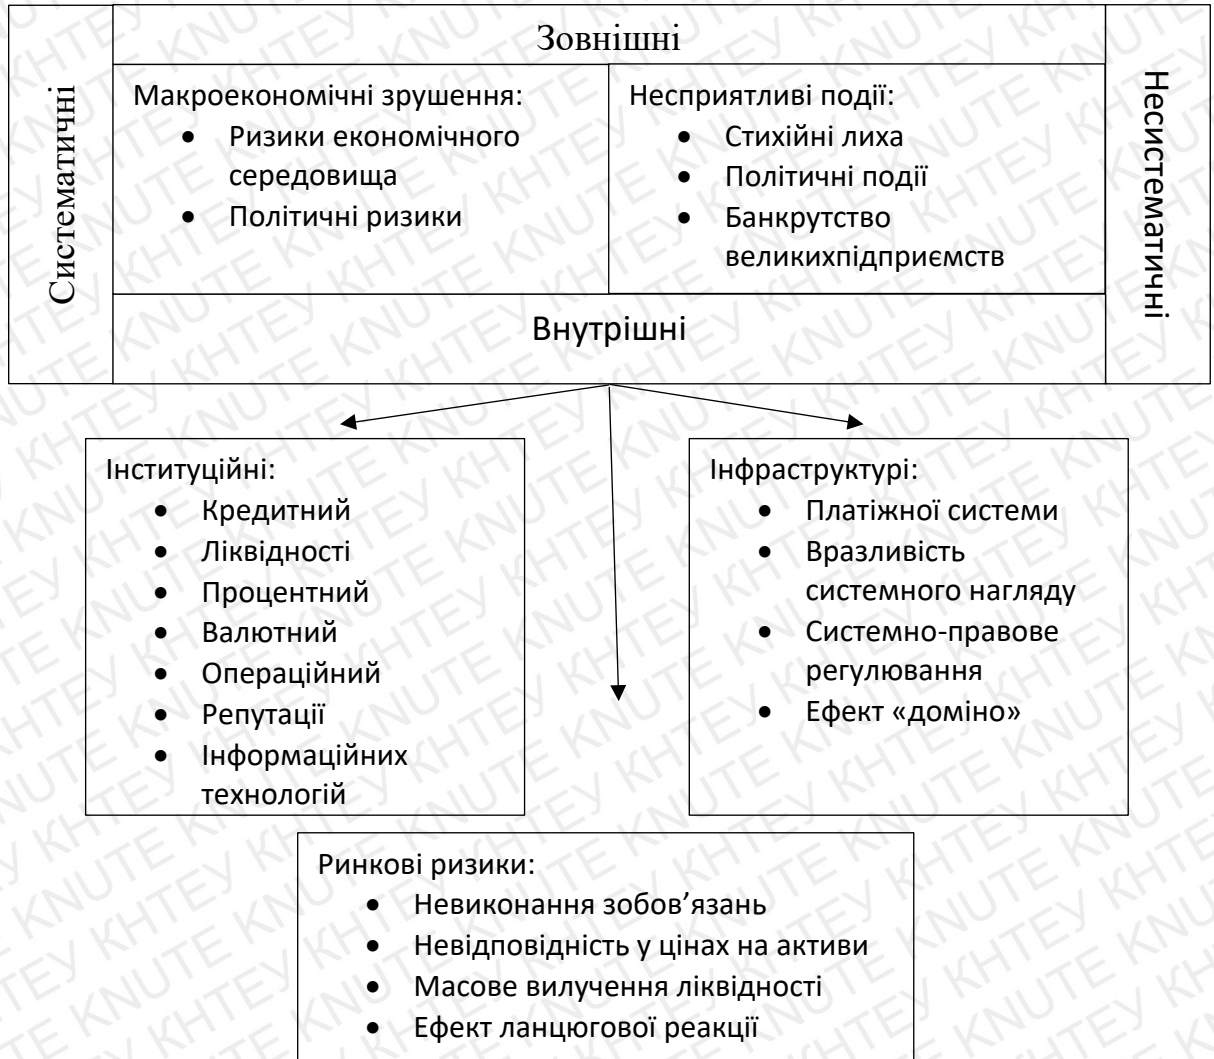 Систематичні
Зовнішні
Несистематичні
Макроекономічні зрушення:
• Ризики економічного
середовища
• Політичні ризики
Несприятливі події:
• Стихійні лиха
• Політичні події
• Банкрутство
великихпідприємств
Внутрішні
Інституційні:
• Кредитний
• Ліквідності
• Процентний
• Валютний
• Операційний
• Репутації
• Інформаційних
технологій
Інфраструктурі:
• Платіжної системи
• Вразливість
системного нагляду
• Системно-правове
регулювання
• Ефект «доміно»
Ринкові ризики:
• Невиконання зобов’язань
• Невідповідність у цінах на активи
• Масове вилучення ліквідності
• Ефект ланцюгової реакції